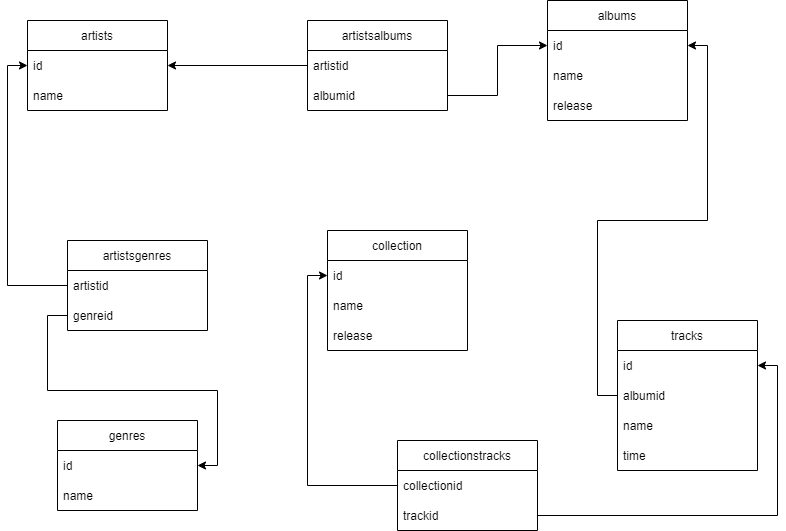 artists
id
name
artistsalbums
artistid
albumid
albums
id
name
release
artistsgenres
artistid
genreid
collection
id
name
release
tracks
id
albumid
name
time
genres
id
name
collectionstracks
collectionid
trackid